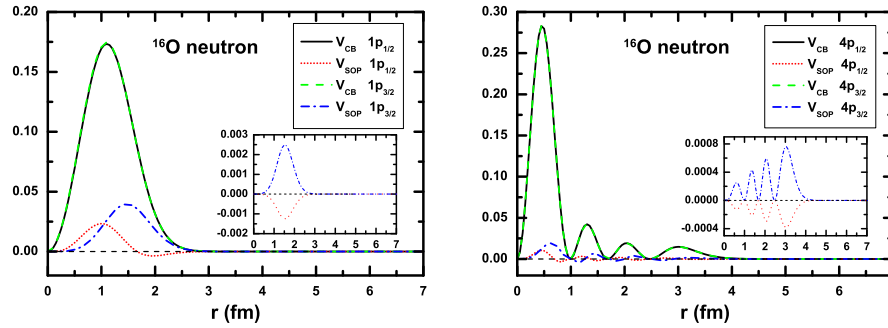 0.20
0.15
0.10
0.05
0.00
¹⁶O neutron
V_CB 1p_1/2
V_SOP 1p_1/2
V_CB 1p_3/2
V_SOP 1p_3/2
0.003
0.002
0.001
0.000
-0.001
-0.002
0 1 2 3 4 5 6 7
0 1 2 3 4 5 6 7
r (fm)
0.30
0.25
0.20
0.15
0.10
0.05
0.00
¹⁶O neutron
V_CB 4p_1/2
V_SOP 4p_1/2
V_CB 4p_3/2
V_SOP 4p_3/2
0.0008
0.0004
0.0000
-0.0004
0 1 2 3 4 5 6 7
0 1 2 3 4 5 6
r (fm)